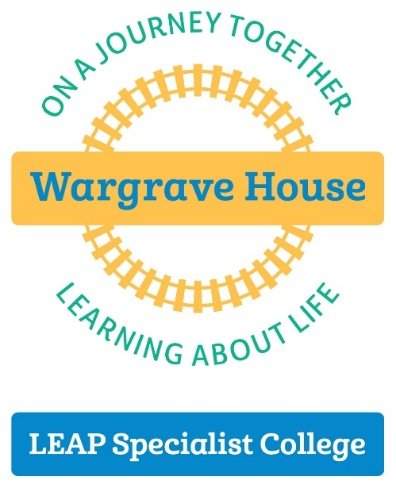 ON A JOURNEY TOGETHER
Wargrave House
LEARNING ABOUT LIFE
LEAP Specialist College